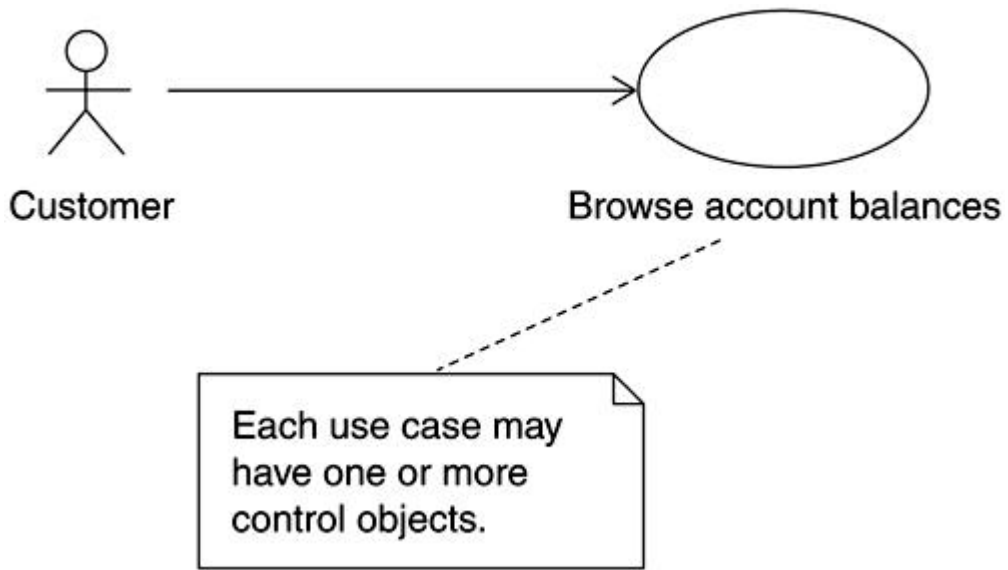 Customer
Browse account balances
Each use case may
have one or more
control objects.